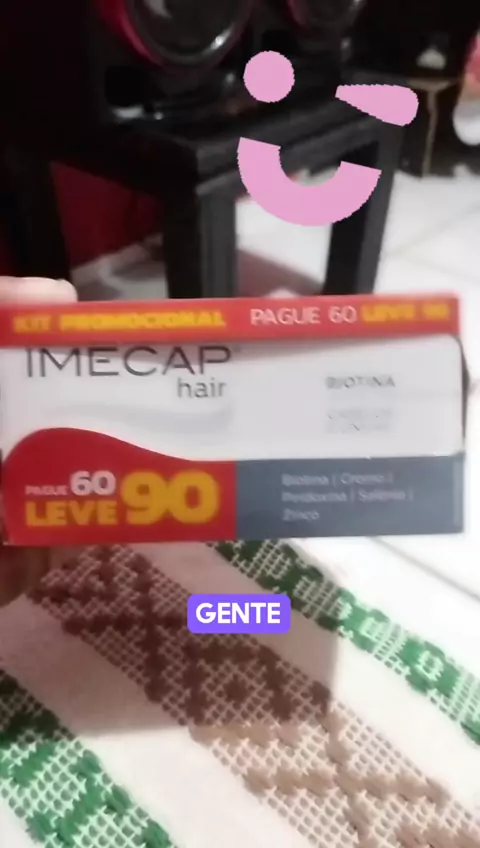 KIT PROMOCIONAL PAGUE 60 LEVE 90
IMECAP
hair
BIOTINA
PAGUE 60
LEVE 90
Biotina | Cromo |
Piridoxina | Selênio |
Zinco
GENTE